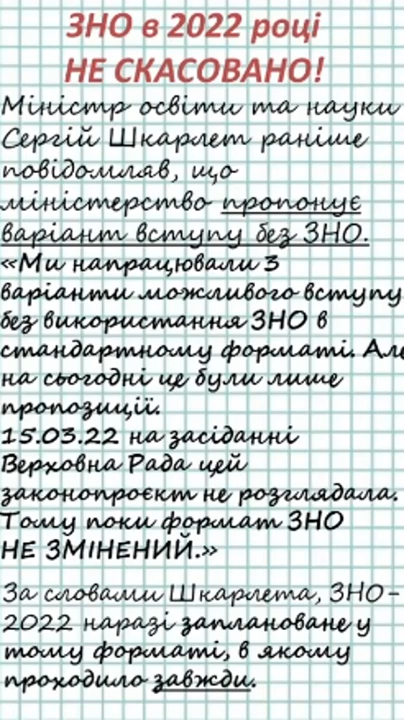 ЗНО в 2022 році
НЕ СКАСОВАНО!
Міністр освіти та науки
Сергій Шкарлет раніше
повідомляв, що
міністерство пропонує
варіант вступу без ЗНО.
«Ми напрацювали 3
варіанти можливого вступу
без використання ЗНО в
стандартному форматі. Але
на сьогодні це були лише
пропозиції.
15.03.22 на засіданні
Верховна Рада цей
законопроєкт не розглядала.
Тому поки формат ЗНО
НЕ ЗМІНЕНИЙ.»
За словами Шкарлета, ЗНО-
2022 наразі заплановане у
тому форматі, в якому
проходило завжди.